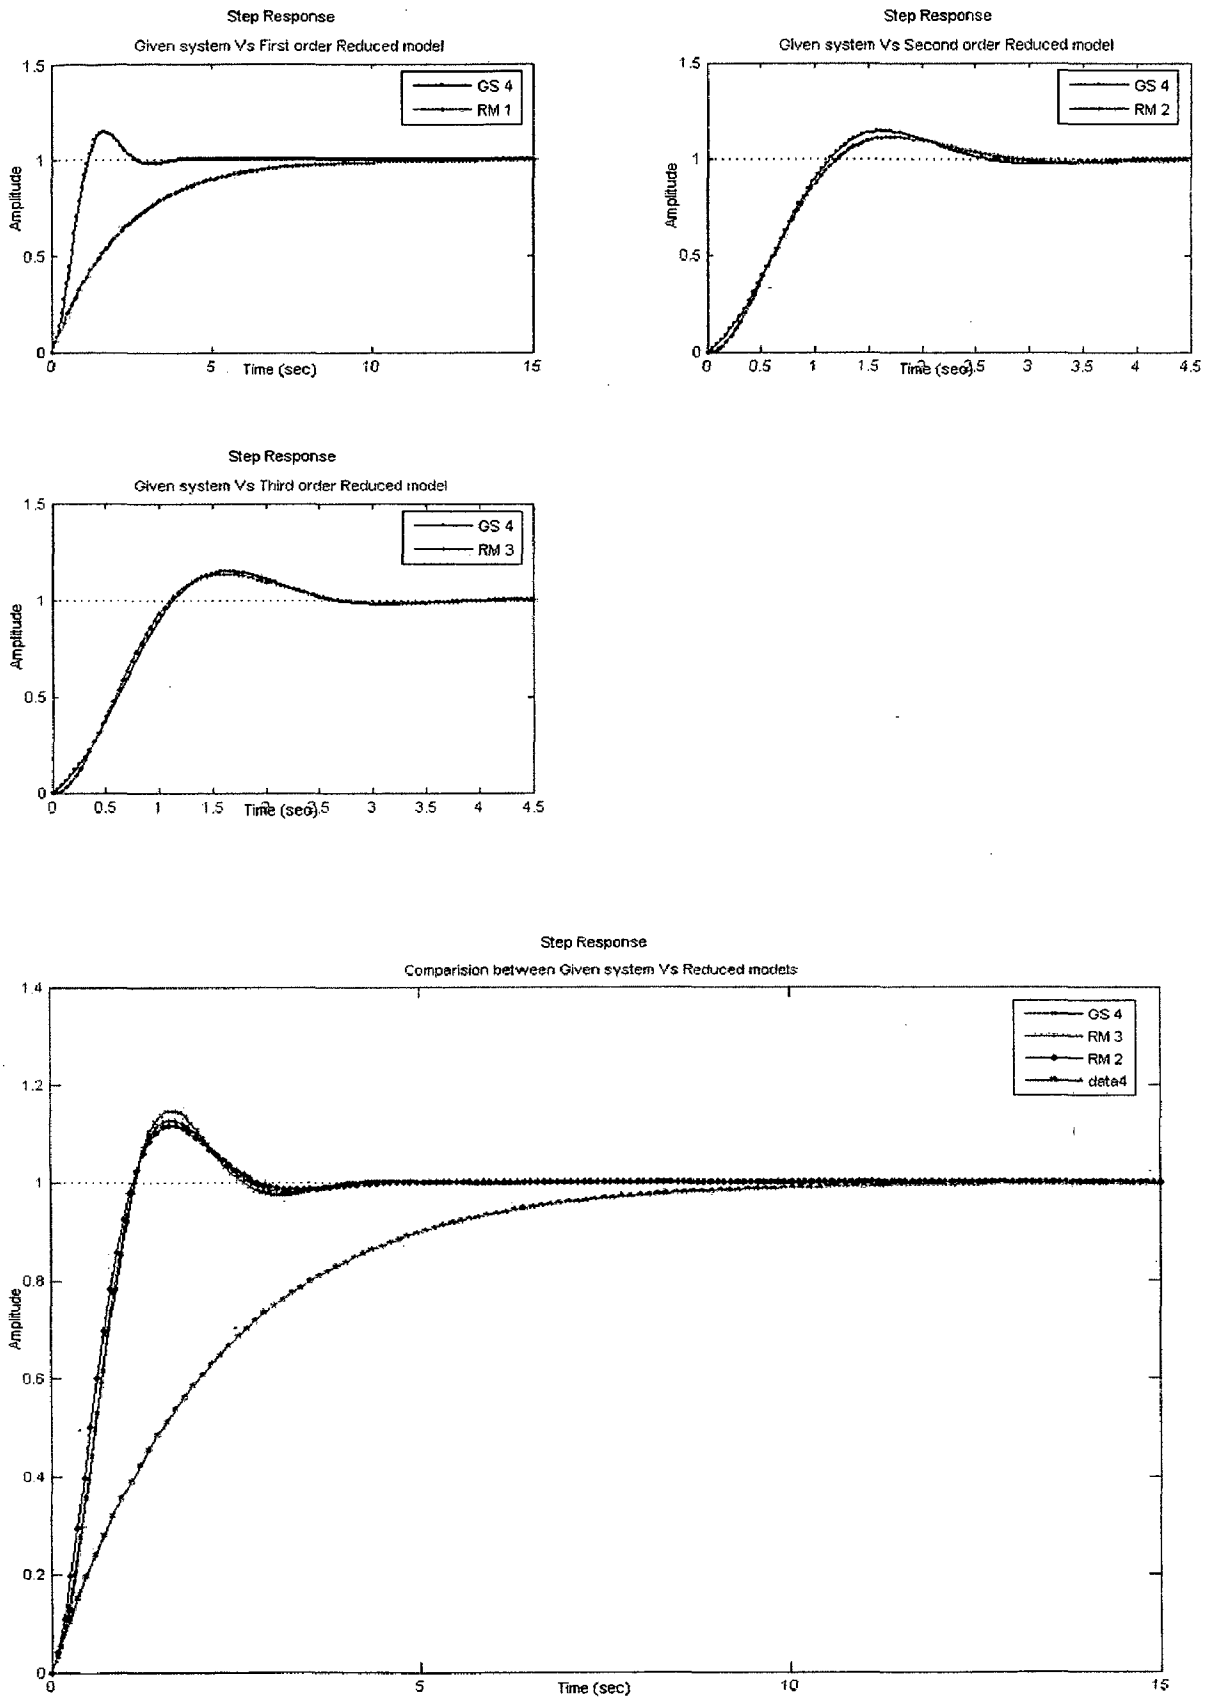 Step Response
Given system Vs First order Reduced model
1.5
1
0.5
0
Amplitude
GS 4
RM 1
0
5
10
15
Time (sec)
Step Response
Given system Vs Second order Reduced model
1.5
1
0.5
0
Amplitude
GS 4
RM 2
0
0.5
1
1.5
2
2.5
3
3.5
4
4.5
Time (sec)
Step Response
Given system Vs Third order Reduced model
1.5
1
0.5
0
Amplitude
GS 4
RM 3
0
0.5
1
1.5
2
2.5
3
3.5
4
4.5
Time (sec)
Step Response
Comparision between Given system Vs Reduced models
1.4
1.2
1
0.8
0.6
0.4
0.2
0
Amplitude
GS 4
RM 3
RM 2
data4
0
5
10
15
Time (sec)